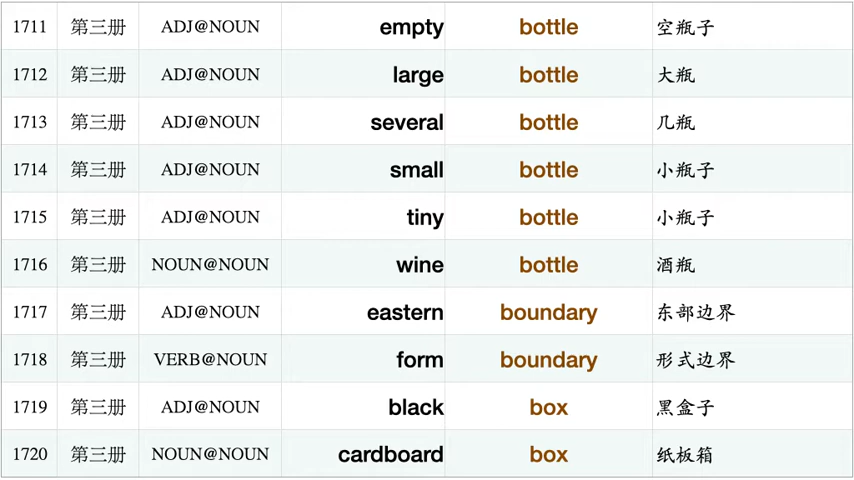 1711 第三册 ADJ@NOUN empty bottle 空瓶子
1712 第三册 ADJ@NOUN large bottle 大瓶
1713 第三册 ADJ@NOUN several bottle 几瓶
1714 第三册 ADJ@NOUN small bottle 小瓶子
1715 第三册 ADJ@NOUN tiny bottle 小瓶子
1716 第三册 NOUN@NOUN wine bottle 酒瓶
1717 第三册 ADJ@NOUN eastern boundary 东部边界
1718 第三册 VERB@NOUN form boundary 形式边界
1719 第三册 ADJ@NOUN black box 黑盒子
1720 第三册 NOUN@NOUN cardboard box 纸板箱